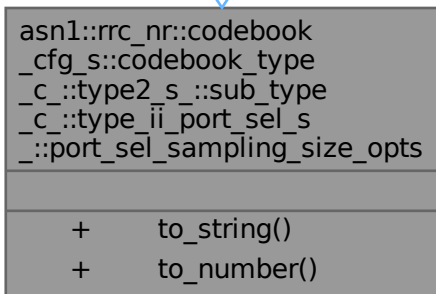 asn1::rrc_nr::codebook
_cfg_s::codebook_type
_c_::type2_s_::sub_type
_c_::type_ii_port_sel_s
_::port_sel_sampling_size_opts
+ to_string()
+ to_number()